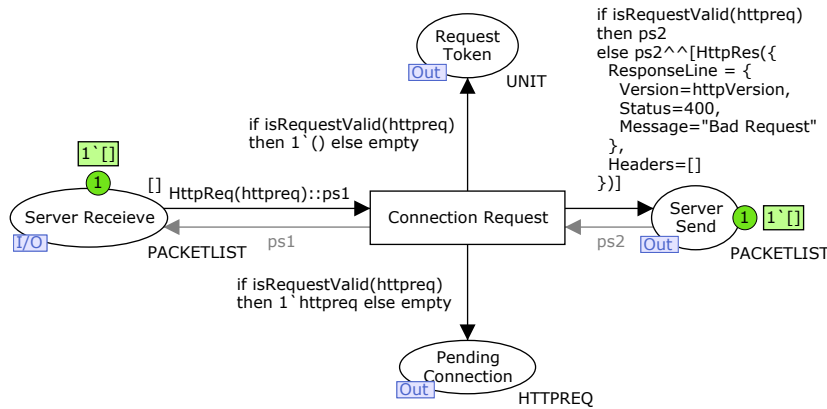 if isRequestValid(httpreq)
then ps2
else ps2^^[HttpRes({
ResponseLine = {
Version=httpVersion,
Status=400,
Message="Bad Request"
},
Headers=[]
})]
Request
Token
Out
UNIT
if isRequestValid(httpreq)
then 1`() else empty
1`[]
1
[]
HttpReq(httpreq)::ps1
Server Receieve
I/O
PACKETLIST
ps1
Connection Request
ps2
Server
Send
Out
1
1`[]
PACKETLIST
if isRequestValid(httpreq)
then 1`httpreq else empty
Pending
Connection
Out
HTTPREQ